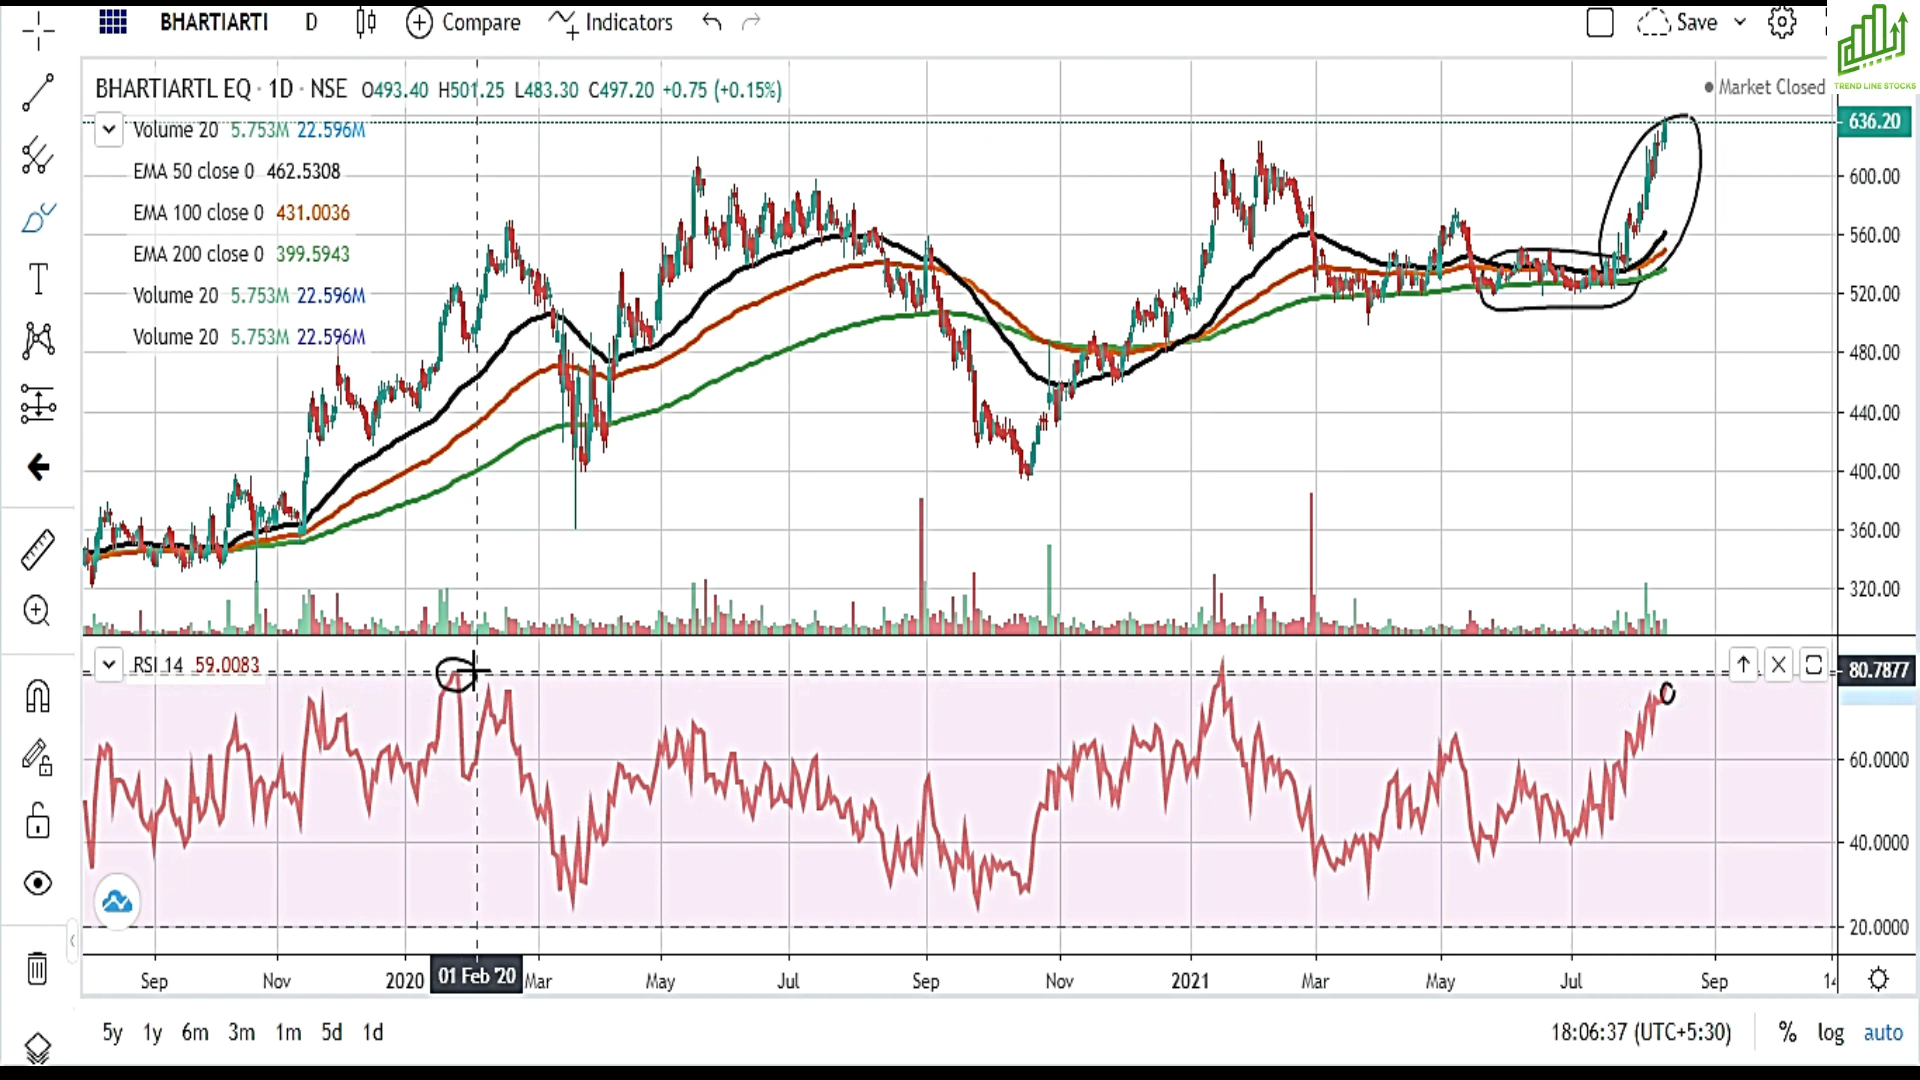 BHARTIARTI D Compare Indicators Save
TREND LINE STOCKS
BHARTIARTL EQ · 1D · NSE O493.40 H501.25 L483.30 C497.20 +0.75 (+0.15%)
Market Closed
Volume 20 5.753M 22.596M
636.20
EMA 50 close 0 462.5308
600.00
EMA 100 close 0 431.0036
560.00
EMA 200 close 0 399.5943
Volume 20 5.753M 22.596M
520.00
Volume 20 5.753M 22.596M
480.00
440.00
400.00
360.00
320.00
RSI 14 59.0083
80.7877
60.0000
40.0000
20.0000
Sep Nov 2020 01 Feb '20 Mar May Jul Sep Nov 2021 Mar May Jul Sep 14
5y 1y 6m 3m 1m 5d 1d 18:06:37 (UTC+5:30) % log auto